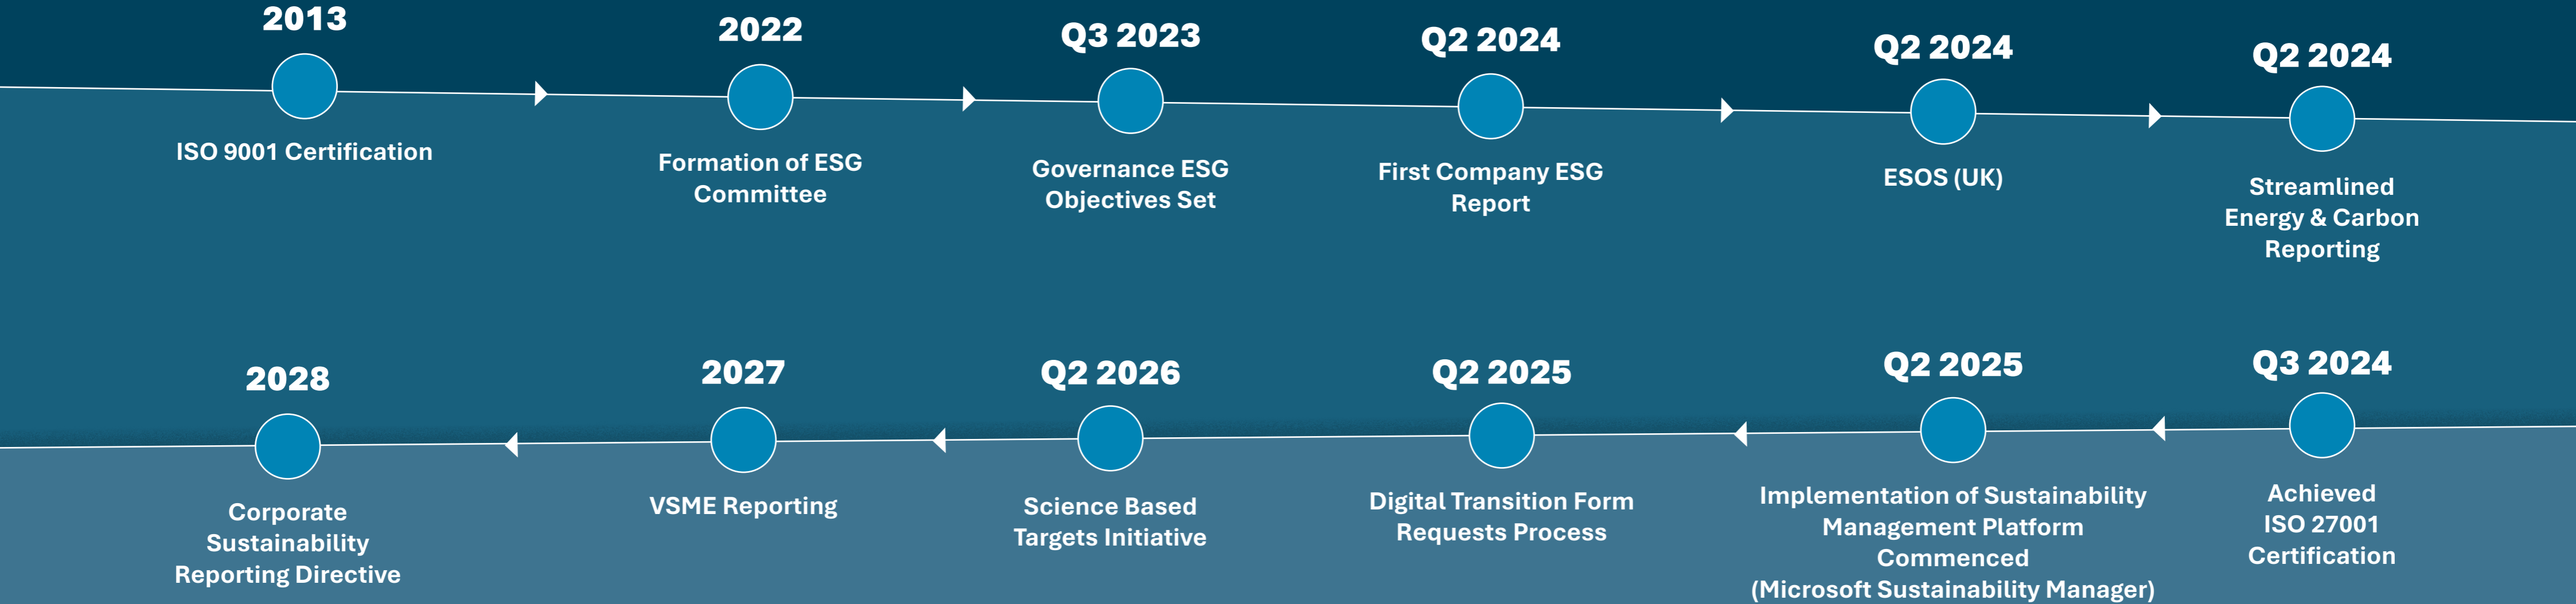 2013
ISO 9001 Certification
2022
Formation of ESG
Committee
Q3 2023
Governance ESG
Objectives Set
Q2 2024
First Company ESG
Report
Q2 2024
ESOS (UK)
Q2 2024
Streamlined
Energy & Carbon
Reporting
Q3 2024
Achieved
ISO 27001
Certification
Q2 2025
Implementation of Sustainability
Management Platform
Commenced
(Microsoft Sustainability Manager)
Q2 2025
Digital Transition Form
Requests Process
Q2 2026
Science Based
Targets Initiative
2027
VSME Reporting
2028
Corporate
Sustainability
Reporting Directive